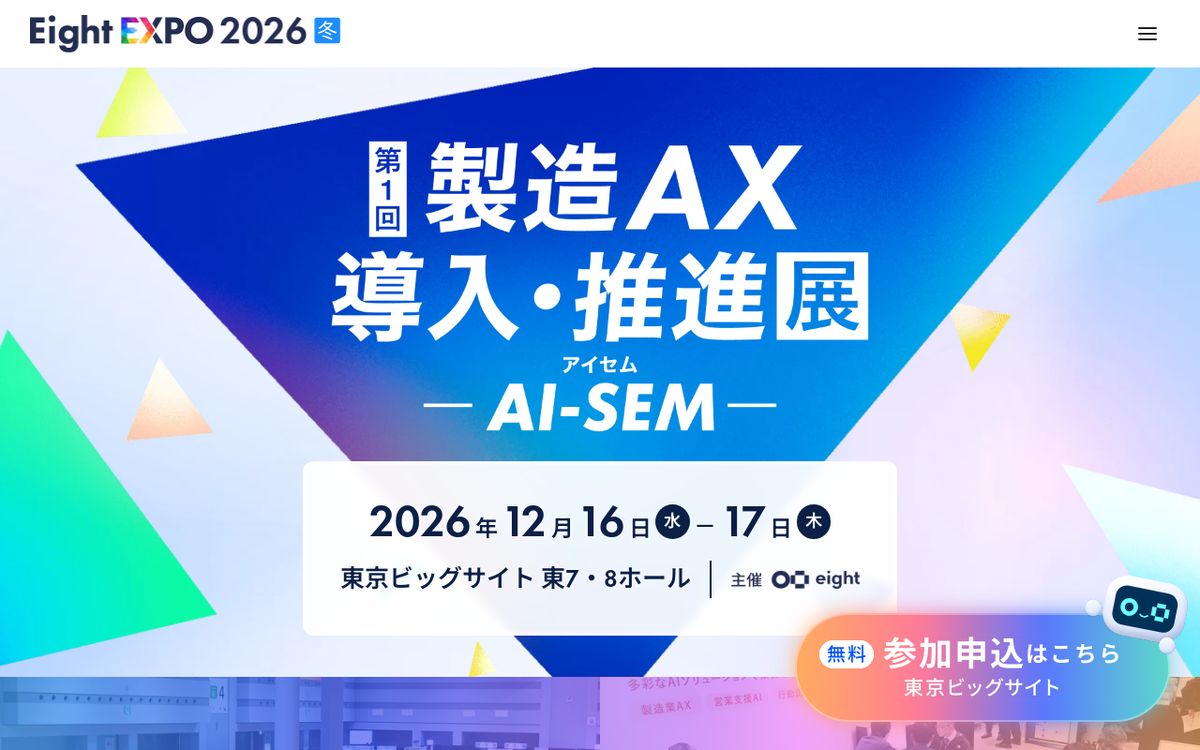 Eight EXPO 2026 冬
第1回 製造AX
導入・推進展
アイセム
AI-SEM
2026年12月16日水－17日木
東京ビッグサイト 東7・8ホール
主催 eight
無料 参加申込はこちら
東京ビッグサイト
4
製造業AX 営業支援AI